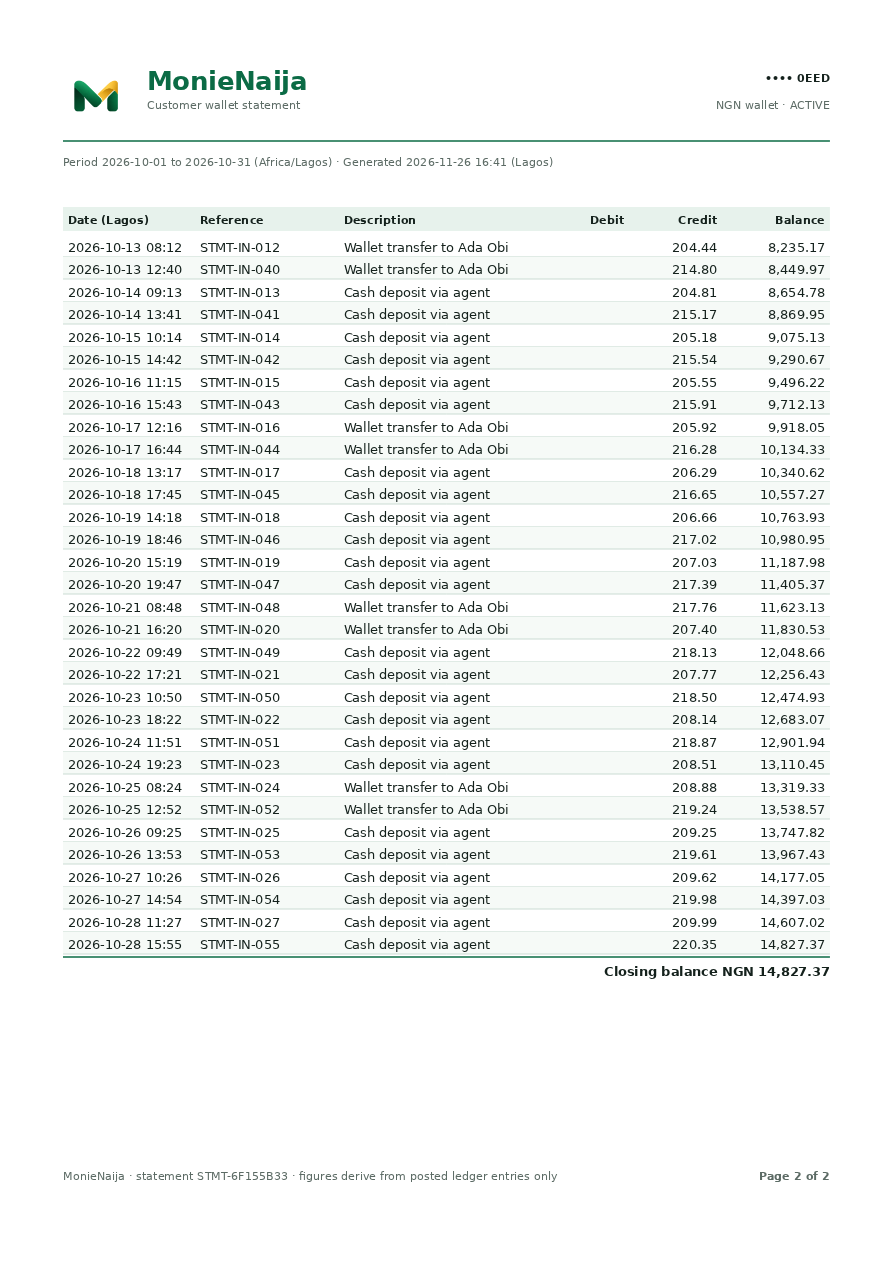 MonieNaija
Customer wallet statement
•••• 0EED
NGN wallet · ACTIVE
Period 2026-10-01 to 2026-10-31 (Africa/Lagos) · Generated 2026-11-26 16:41 (Lagos)
Date (Lagos) Reference Description Debit Credit Balance
2026-10-13 08:12 STMT-IN-012 Wallet transfer to Ada Obi 204.44 8,235.17
2026-10-13 12:40 STMT-IN-040 Wallet transfer to Ada Obi 214.80 8,449.97
2026-10-14 09:13 STMT-IN-013 Cash deposit via agent 204.81 8,654.78
2026-10-14 13:41 STMT-IN-041 Cash deposit via agent 215.17 8,869.95
2026-10-15 10:14 STMT-IN-014 Cash deposit via agent 205.18 9,075.13
2026-10-15 14:42 STMT-IN-042 Cash deposit via agent 215.54 9,290.67
2026-10-16 11:15 STMT-IN-015 Cash deposit via agent 205.55 9,496.22
2026-10-16 15:43 STMT-IN-043 Cash deposit via agent 215.91 9,712.13
2026-10-17 12:16 STMT-IN-016 Wallet transfer to Ada Obi 205.92 9,918.05
2026-10-17 16:44 STMT-IN-044 Wallet transfer to Ada Obi 216.28 10,134.33
2026-10-18 13:17 STMT-IN-017 Cash deposit via agent 206.29 10,340.62
2026-10-18 17:45 STMT-IN-045 Cash deposit via agent 216.65 10,557.27
2026-10-19 14:18 STMT-IN-018 Cash deposit via agent 206.66 10,763.93
2026-10-19 18:46 STMT-IN-046 Cash deposit via agent 217.02 10,980.95
2026-10-20 15:19 STMT-IN-019 Cash deposit via agent 207.03 11,187.98
2026-10-20 19:47 STMT-IN-047 Cash deposit via agent 217.39 11,405.37
2026-10-21 08:48 STMT-IN-048 Wallet transfer to Ada Obi 217.76 11,623.13
2026-10-21 16:20 STMT-IN-020 Wallet transfer to Ada Obi 207.40 11,830.53
2026-10-22 09:49 STMT-IN-049 Cash deposit via agent 218.13 12,048.66
2026-10-22 17:21 STMT-IN-021 Cash deposit via agent 207.77 12,256.43
2026-10-23 10:50 STMT-IN-050 Cash deposit via agent 218.50 12,474.93
2026-10-23 18:22 STMT-IN-022 Cash deposit via agent 208.14 12,683.07
2026-10-24 11:51 STMT-IN-051 Cash deposit via agent 218.87 12,901.94
2026-10-24 19:23 STMT-IN-023 Cash deposit via agent 208.51 13,110.45
2026-10-25 08:24 STMT-IN-024 Wallet transfer to Ada Obi 208.88 13,319.33
2026-10-25 12:52 STMT-IN-052 Wallet transfer to Ada Obi 219.24 13,538.57
2026-10-26 09:25 STMT-IN-025 Cash deposit via agent 209.25 13,747.82
2026-10-26 13:53 STMT-IN-053 Cash deposit via agent 219.61 13,967.43
2026-10-27 10:26 STMT-IN-026 Cash deposit via agent 209.62 14,177.05
2026-10-27 14:54 STMT-IN-054 Cash deposit via agent 219.98 14,397.03
2026-10-28 11:27 STMT-IN-027 Cash deposit via agent 209.99 14,607.02
2026-10-28 15:55 STMT-IN-055 Cash deposit via agent 220.35 14,827.37
Closing balance NGN 14,827.37
MonieNaija · statement STMT-6F155B33 · figures derive from posted ledger entries only
Page 2 of 2